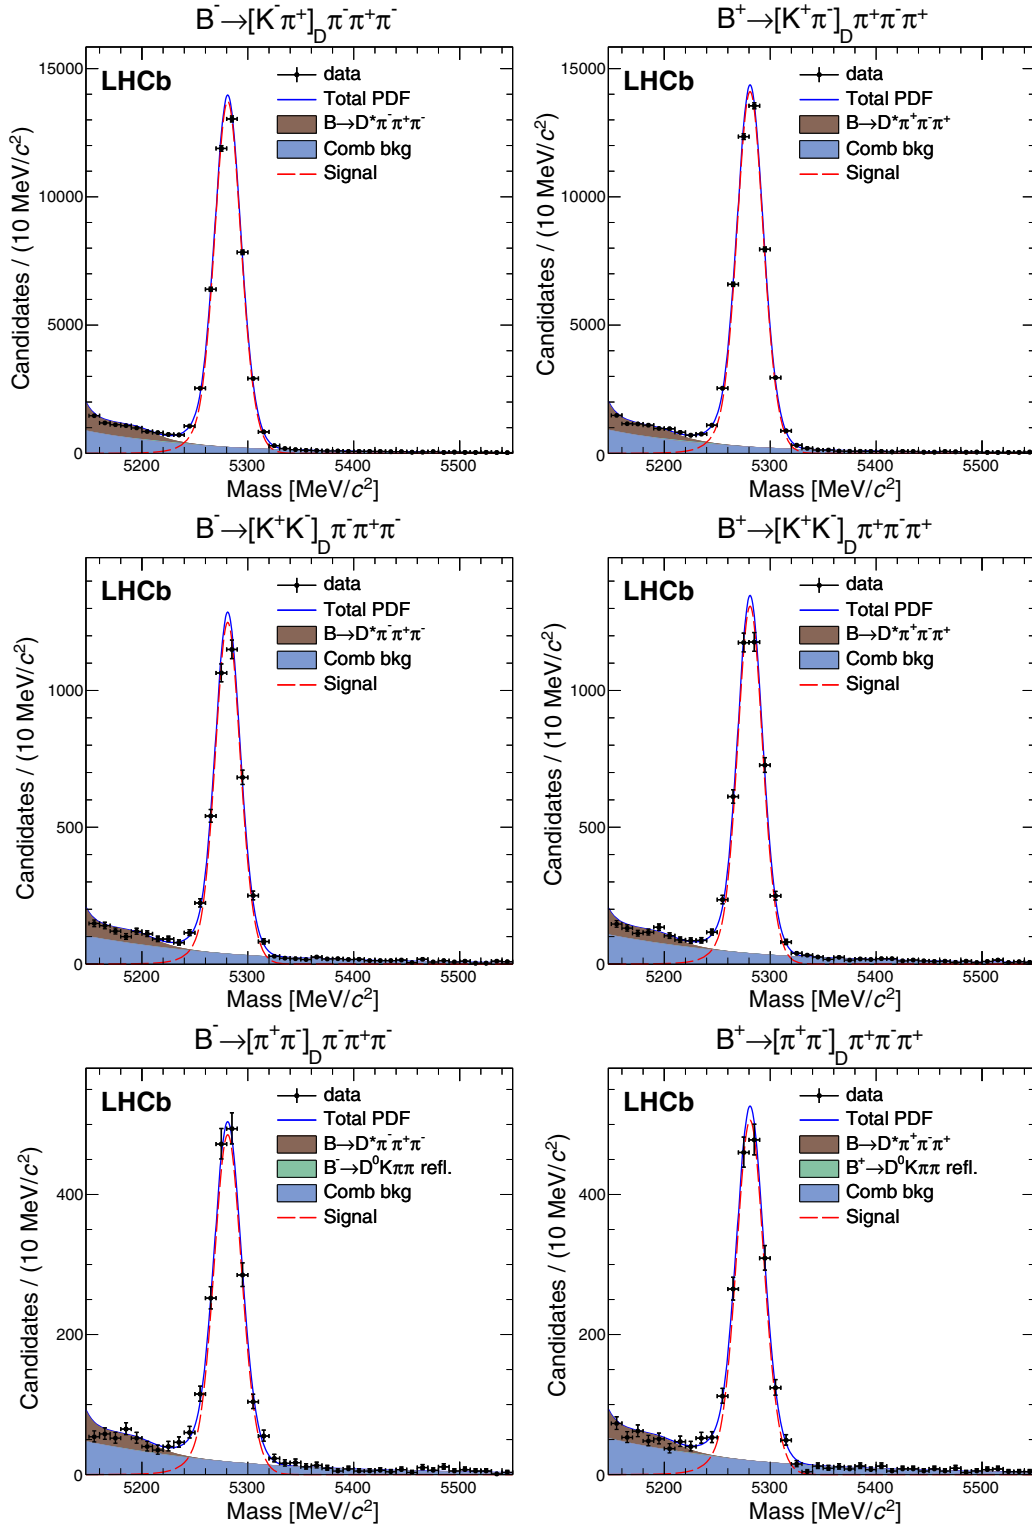 B⁻→[K⁻π⁺]_D π⁻π⁺π⁻
15000
10000
5000
0
Candidates / (10 MeV/c²)
LHCb
data
Total PDF
B→D*π⁻π⁺π⁻
Comb bkg
Signal
5200 5300 5400 5500
Mass [MeV/c²]
B⁺→[K⁺π⁻]_D π⁺π⁻π⁺
15000
10000
5000
0
Candidates / (10 MeV/c²)
LHCb
data
Total PDF
B→D*π⁺π⁻π⁺
Comb bkg
Signal
5200 5300 5400 5500
Mass [MeV/c²]
B⁻→[K⁺K⁻]_D π⁻π⁺π⁻
1000
500
0
Candidates / (10 MeV/c²)
LHCb
data
Total PDF
B→D*π⁻π⁺π⁻
Comb bkg
Signal
5200 5300 5400 5500
Mass [MeV/c²]
B⁺→[K⁺K⁻]_D π⁺π⁻π⁺
1000
500
0
Candidates / (10 MeV/c²)
LHCb
data
Total PDF
B→D*π⁺π⁻π⁺
Comb bkg
Signal
5200 5300 5400 5500
Mass [MeV/c²]
B⁻→[π⁺π⁻]_D π⁻π⁺π⁻
400
200
0
Candidates / (10 MeV/c²)
LHCb
data
Total PDF
B→D*π⁻π⁺π⁻
B⁻→D⁰Kππ refl.
Comb bkg
Signal
5200 5300 5400 5500
Mass [MeV/c²]
B⁺→[π⁺π⁻]_D π⁺π⁻π⁺
400
200
0
Candidates / (10 MeV/c²)
LHCb
data
Total PDF
B→D*π⁺π⁻π⁺
B⁺→D⁰Kππ refl.
Comb bkg
Signal
5200 5300 5400 5500
Mass [MeV/c²]